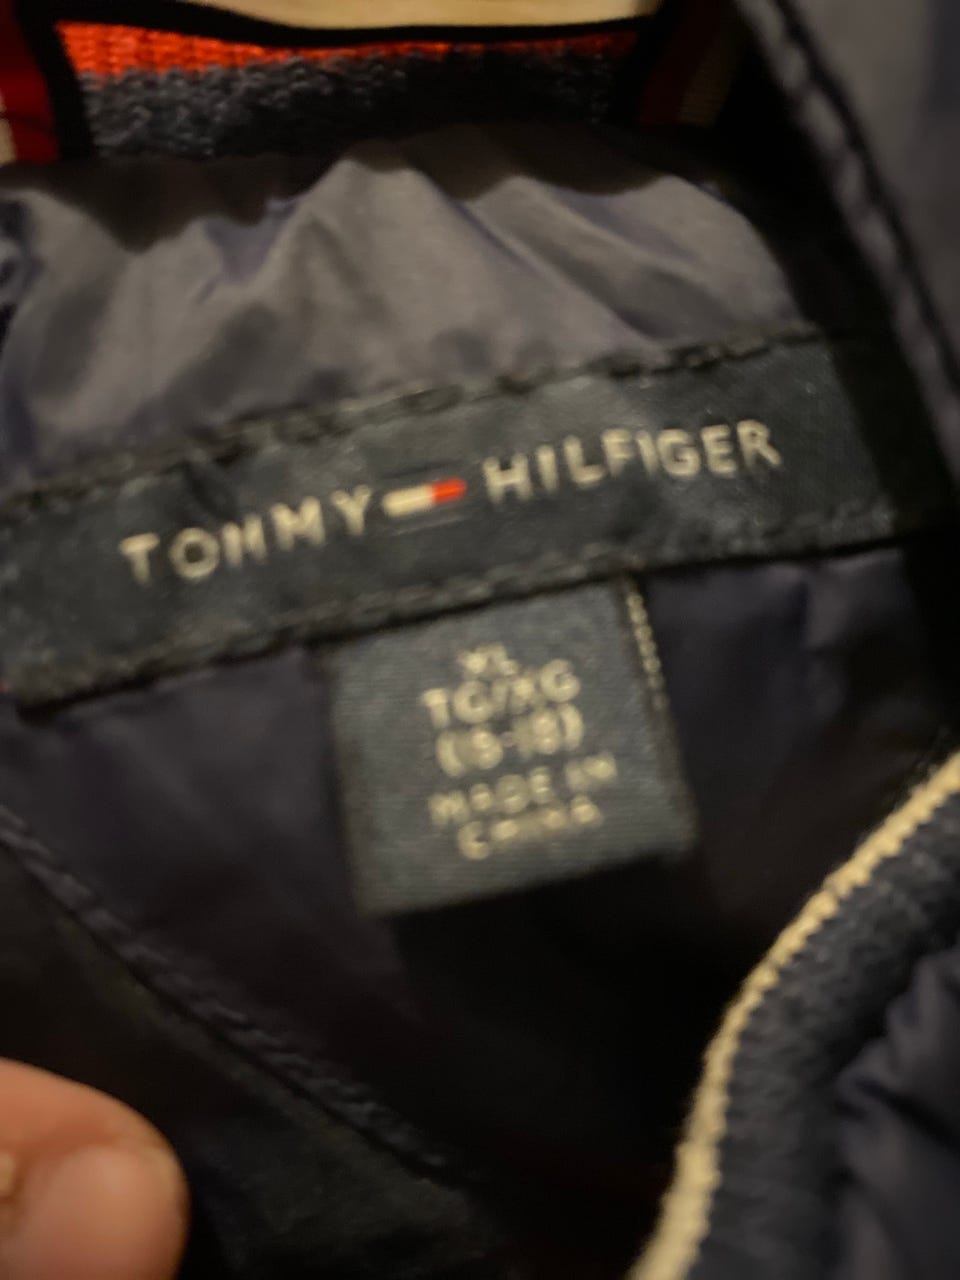 TOMMY HILFIGER
XL
TG/XG
MADE IN
CHINA